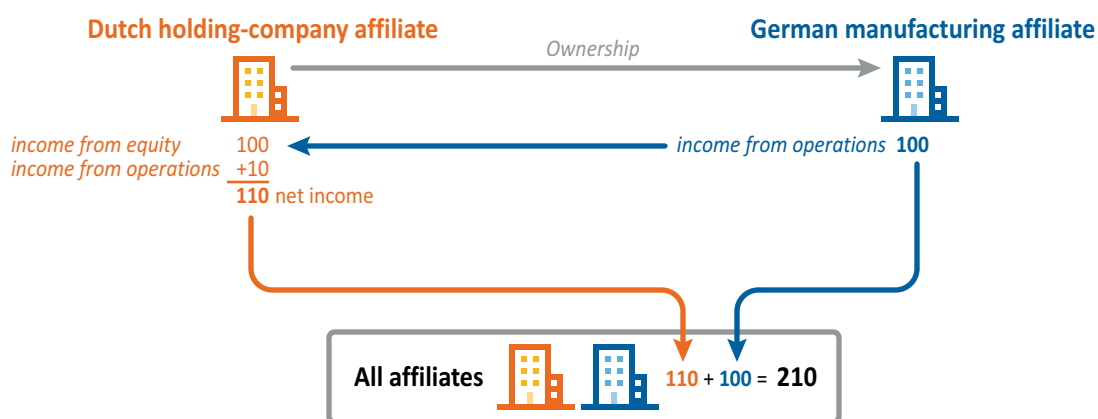 Dutch holding-company affiliate
German manufacturing affiliate
Ownership
income from equity 100
income from operations +10
110 net income
income from operations 100
All affiliates 110 + 100 = 210